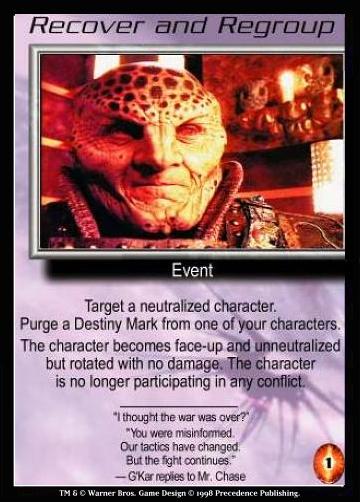 Recover and Regroup
Event
Target a neutralized character.
Purge a Destiny Mark from one of your characters.
The character becomes face-up and unneutralized
but rotated with no damage. The character
is no longer participating in any conflict.
"I thought the war was over?"
"You were misinformed.
Our tactics have changed.
But the fight continues."
— G'Kar replies to Mr. Chase
1
TM & © Warner Bros. Game Design © 1998 Precedence Publishing.